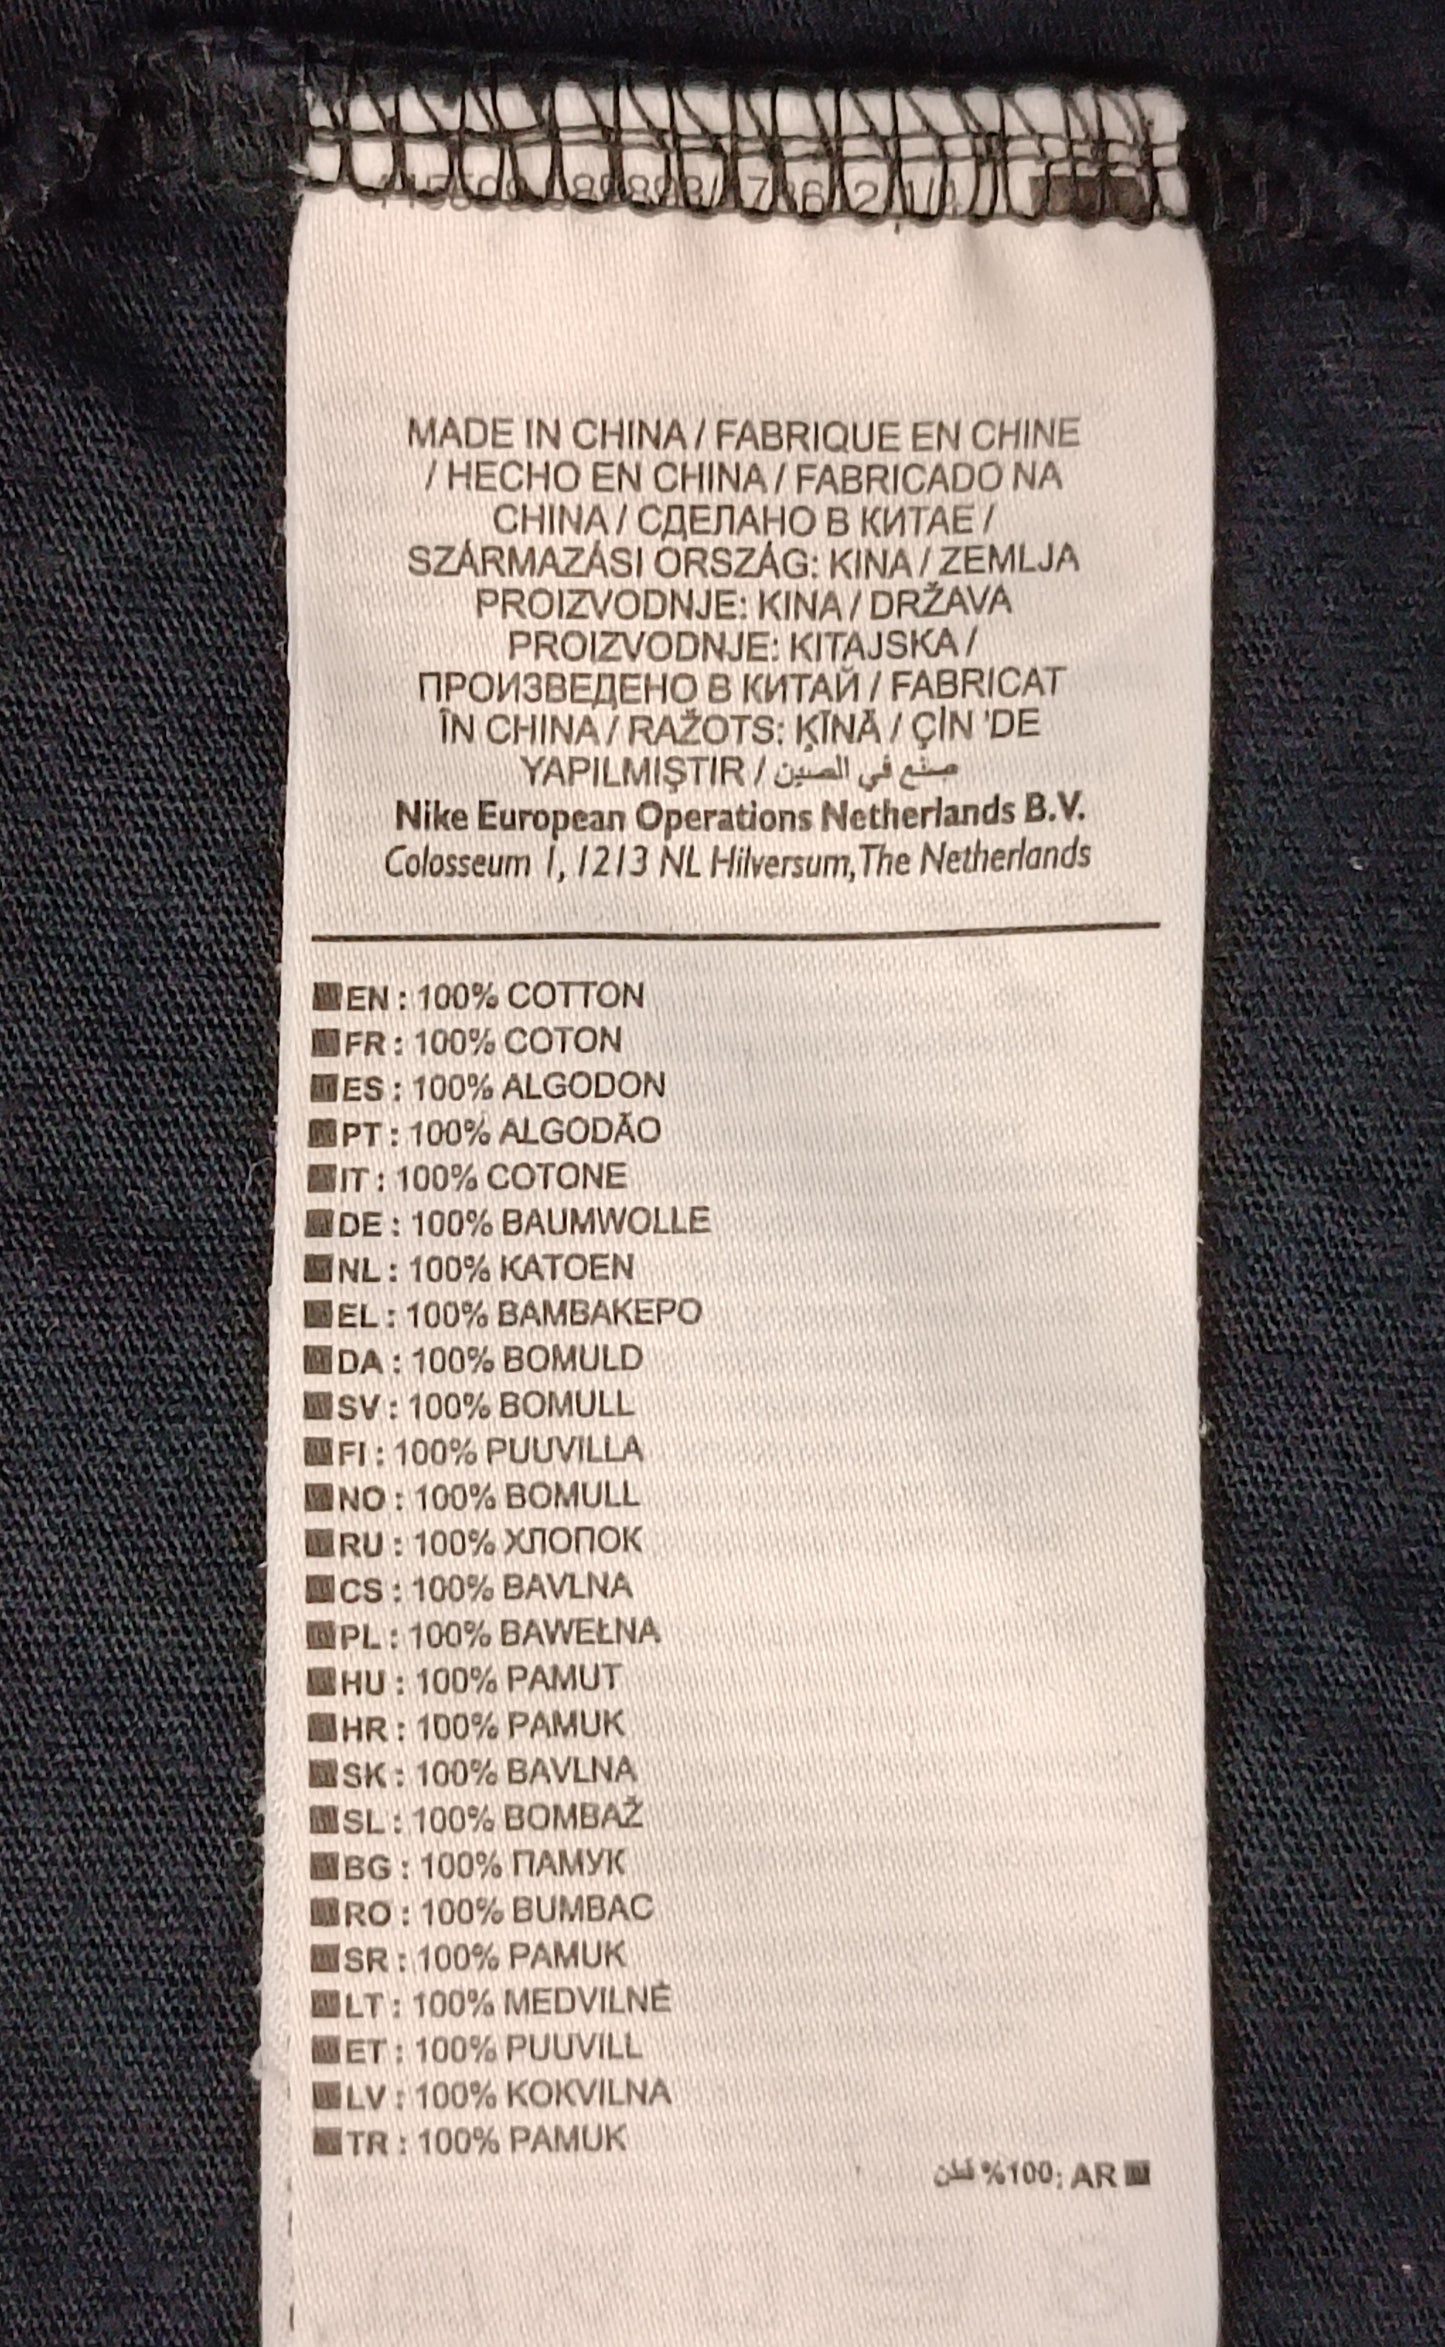 MADE IN CHINA / FABRIQUE EN CHINE
/ HECHO EN CHINA / FABRICADO NA
CHINA / СДЕЛАНО В КИТАЕ /
SZÁRMAZÁSI ORSZÁG: KINA / ZEMLJA
PROIZVODNJE: KINA / DRŽAVA
PROIZVODNJE: KITAJSKA /
ПРОИЗВЕДЕНО В КИТАЙ / FABRICAT
ÎN CHINA / RAŽOTS: ĶĪNĀ / ÇİN 'DE
YAPILMIŞTIR / صنع في الصين
Nike European Operations Netherlands B.V.
Colosseum 1, 1213 NL Hilversum, The Netherlands
EN : 100% COTTON
FR : 100% COTON
ES : 100% ALGODON
PT : 100% ALGODÃO
IT : 100% COTONE
DE : 100% BAUMWOLLE
NL : 100% KATOEN
EL : 100% ΒΑΜΒΑΚΕΡΟ
DA : 100% BOMULD
SV : 100% BOMULL
FI : 100% PUUVILLA
NO : 100% BOMULL
RU : 100% ХЛОПОК
CS : 100% BAVLNA
PL : 100% BAWEŁNA
HU : 100% PAMUT
HR : 100% PAMUK
SK : 100% BAVLNA
SL : 100% BOMBAŽ
BG : 100% ПАМУК
RO : 100% BUMBAC
SR : 100% PAMUK
LT : 100% MEDVILNĖ
ET : 100% PUUVILL
LV : 100% KOKVILNA
TR : 100% PAMUK
AR : 100% قطن